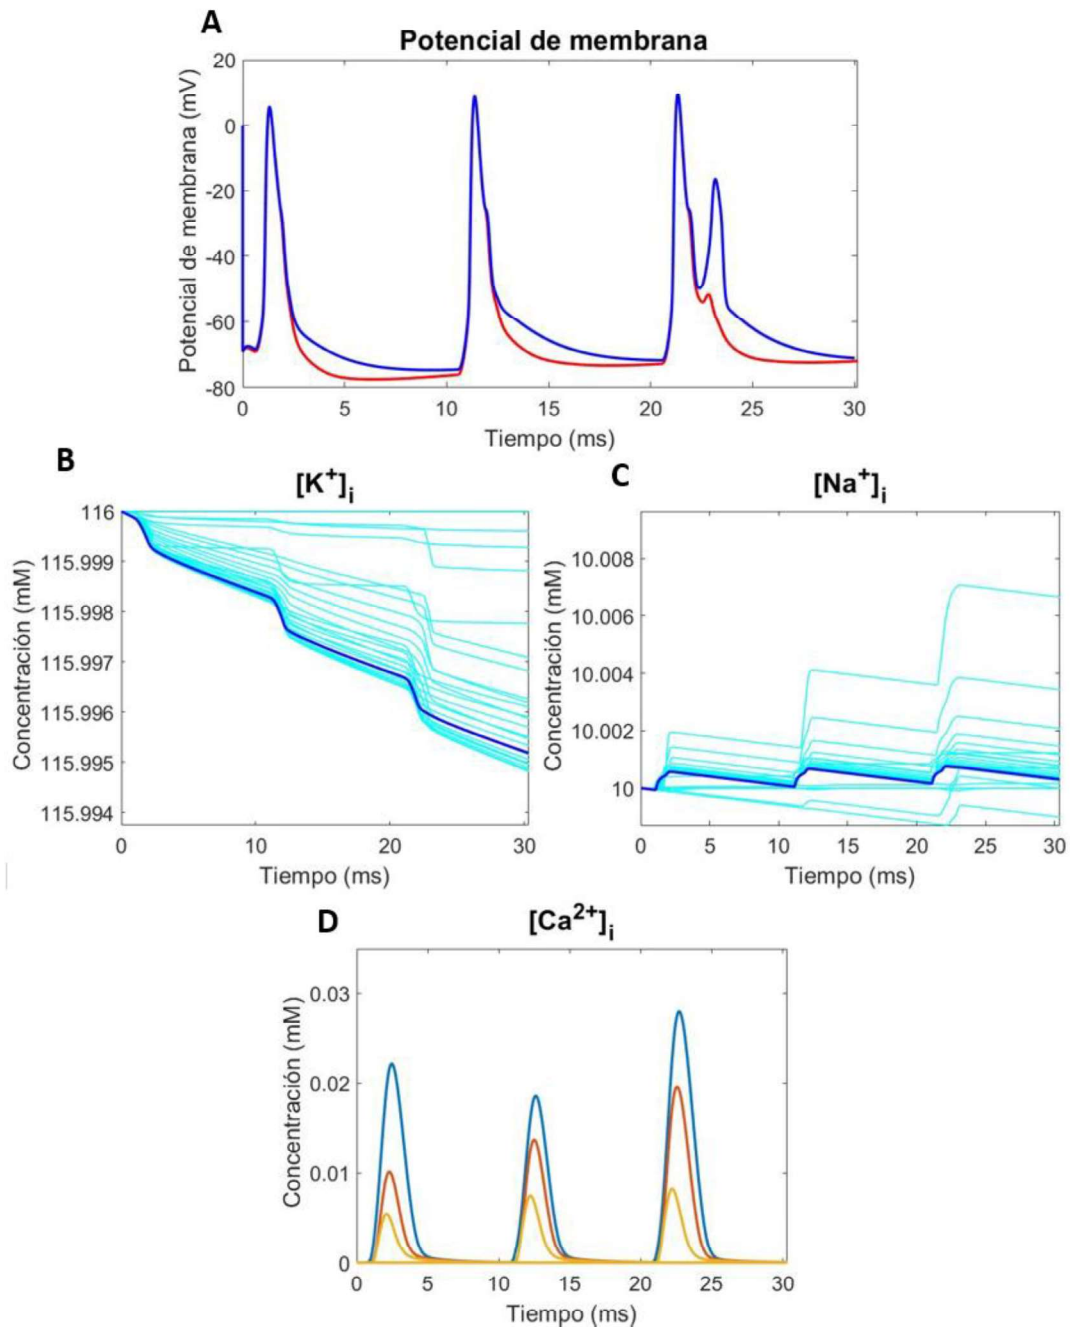 A
Potencial de membrana
Potencial de membrana (mV)
20
0
-20
-40
-60
-80
0 5 10 15 20 25 30
Tiempo (ms)
B
[K⁺]ᵢ
Concentración (mM)
116
115.999
115.998
115.997
115.996
115.995
115.994
0 10 20 30
Tiempo (ms)
C
[Na⁺]ᵢ
Concentración (mM)
10.008
10.006
10.004
10.002
10
0 5 10 15 20 25 30
Tiempo (ms)
D
[Ca²⁺]ᵢ
Concentración (mM)
0.03
0.02
0.01
0
0 5 10 15 20 25 30
Tiempo (ms)